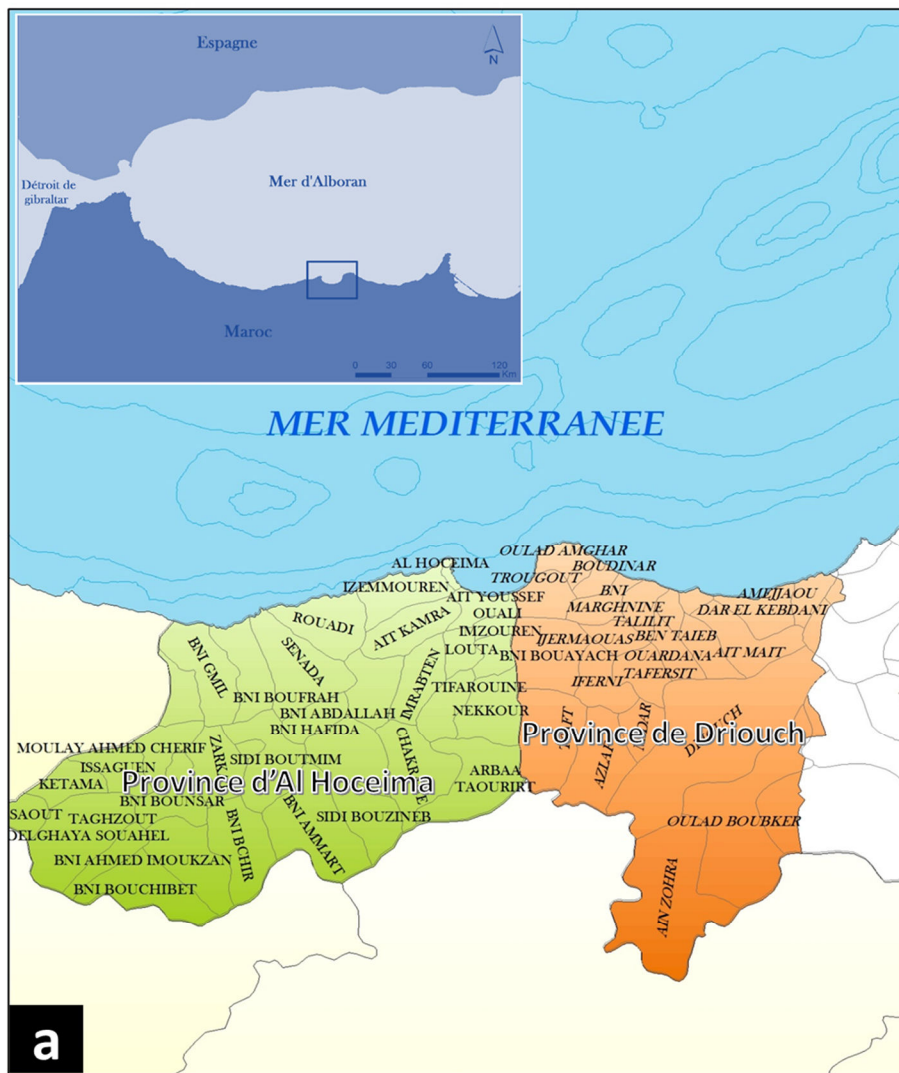 Espagne
N
Détroit de
gibraltar
Mer d'Alboran
Maroc
0 30 60 120
Km
MER MEDITERRANEE
AL HOCEIMA
OULAD AMGHAR
BOUDINAR
IZEMMOUREN
TROUGOUT
AIT YOUSSEF
BNI
AMEJJAOU
ROUADI
AIT KAMRA
OUALI
MARGHNINE
DAR EL KEBDANI
TALILIT
IMZOUREN
IJERMAOUAS
BEN TAIEB
BNI GMIL
SENADA
LOUTA
BNI BOUAYACH
OUARDANA
AIT MAIT
TAFERSIT
IFERNI
TIFAROUINE
BNI BOUFRAH
IMRABTEN
BNI ABDALLAH
NEKKOUR
BNI HAFIDA
Province de Driouch
MOULAY AHMED CHERIF
ZARK
SIDI BOUTMIM
ISSAGUEN
AZLAF
KETAMA
Province d'Al Hoceima
ARBAA
TAOURIRT
BNI BOUNSAR
SAOUT
TAGHZOUT
BNI BCHIR
BNI AMMART
SIDI BOUZINEB
OULAD BOUBKER
DELGHAYA SOUAHEL
BNI AHMED IMOUKZAN
BNI BOUCHIBET
AIN ZOHRA
a